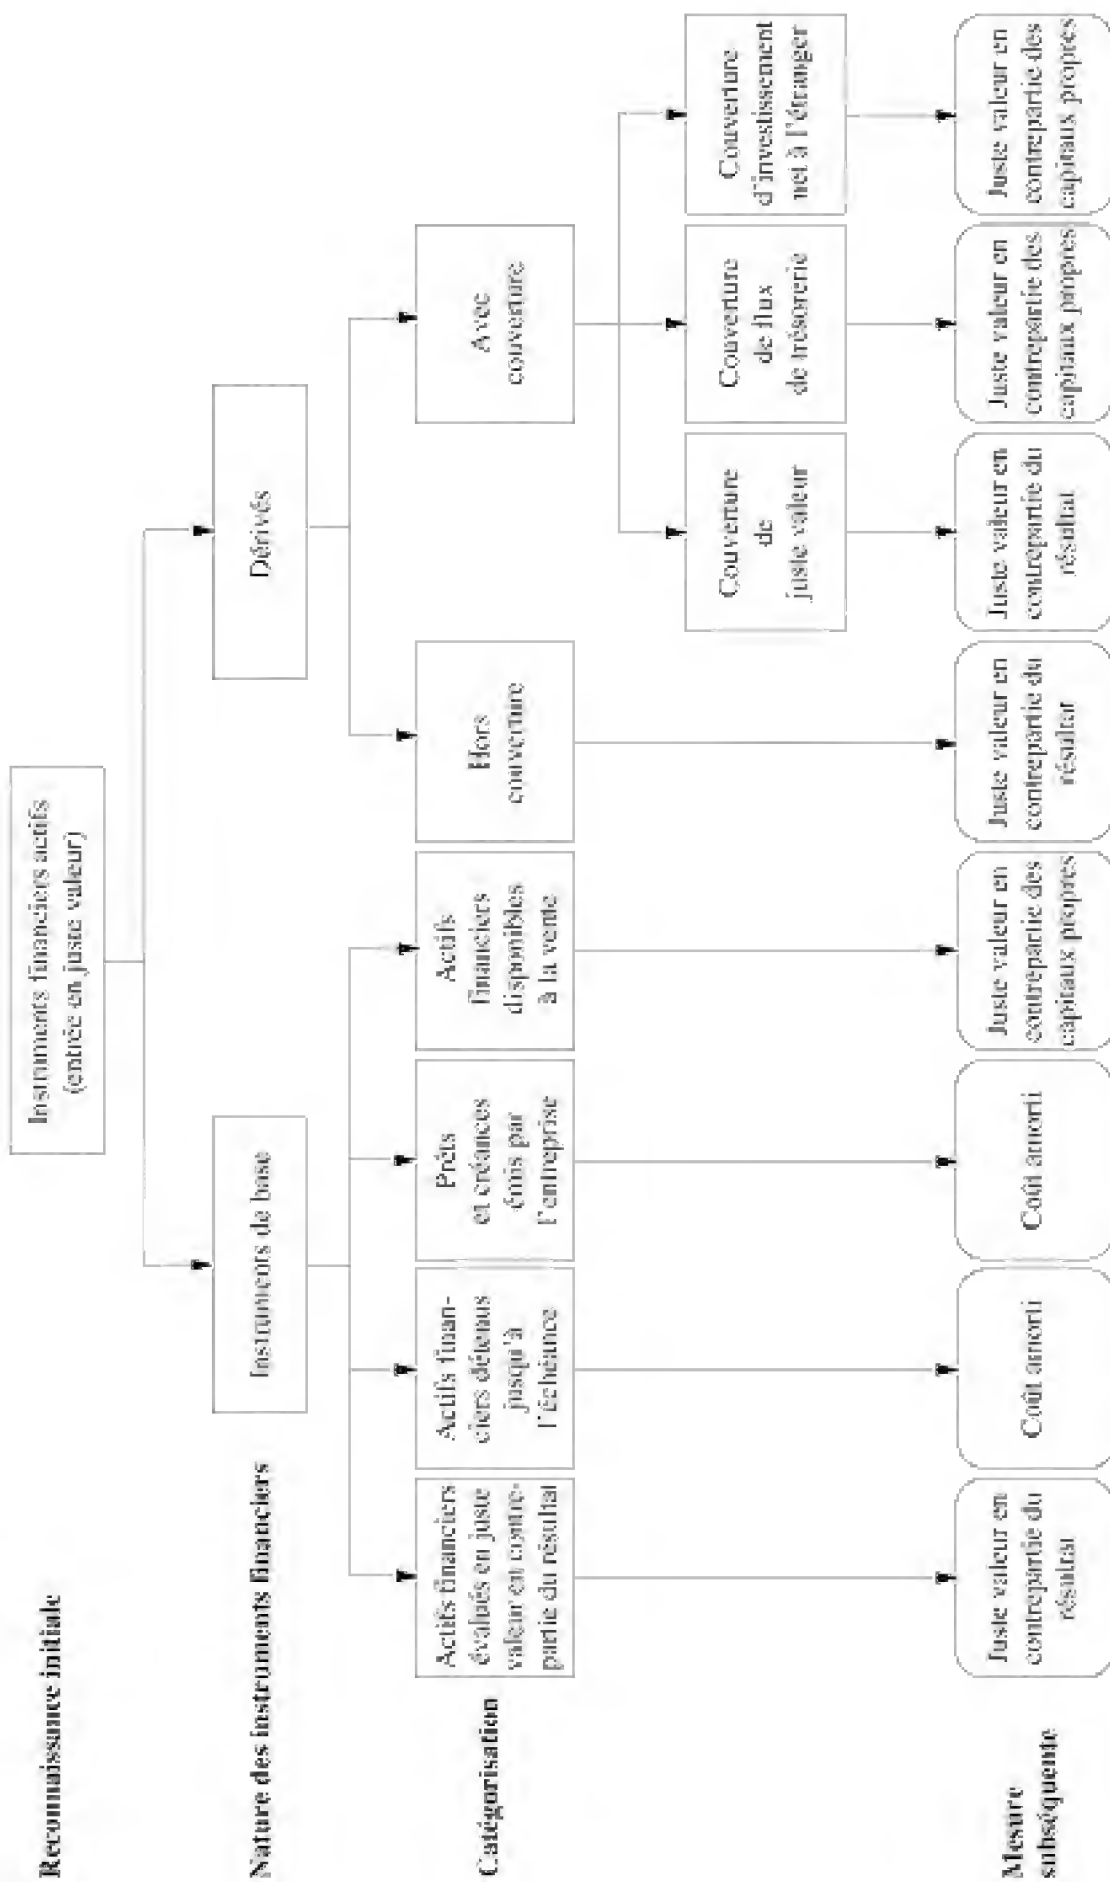 Reconnaissance initiale
Instruments financiers actifs
(entrée en juste valeur)
Nature des instruments financiers
Instruments de base
Dérivés
Catégorisation
Actifs financiers
évalués en juste
valeur en contre-
partie du résultat
Actifs finan-
ciers détenus
jusqu'à
l'échéance
Prêts
et créances
émis par
l'entreprise
Actifs
financiers
disponibles
à la vente
Hors
couverture
Avec
couverture
Couverture
de
juste valeur
Couverture
de flux
de trésorerie
Couverture
d'investissement
net à l'étranger
Mesure
subséquente
Juste valeur en
contrepartie du
résultat
Coût amorti
Coût amorti
Juste valeur en
contrepartie des
capitaux propres
Juste valeur en
contrepartie du
résultat
Juste valeur en
contrepartie du
résultat
Juste valeur en
contrepartie des
capitaux propres
Juste valeur en
contrepartie des
capitaux propres